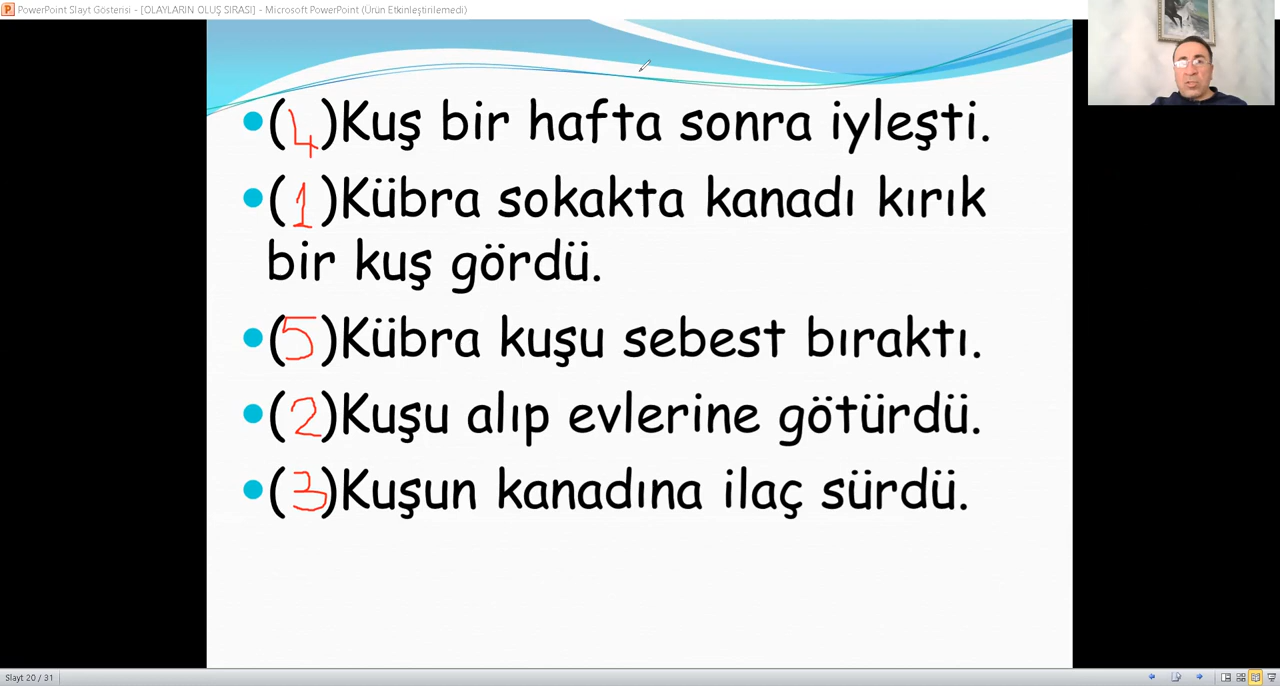 PowerPoint Slayt Gösterisi - [OLAYLARIN OLUŞ SIRASI] - Microsoft PowerPoint (Ürün Etkinleştirilemedi)
•(4)Kuş bir hafta sonra iyleşti.
•(1)Kübra sokakta kanadı kırık
bir kuş gördü.
•(5)Kübra kuşu sebest bıraktı.
•(2)Kuşu alıp evlerine götürdü.
•(3)Kuşun kanadına ilaç sürdü.
Slayt 20 / 31